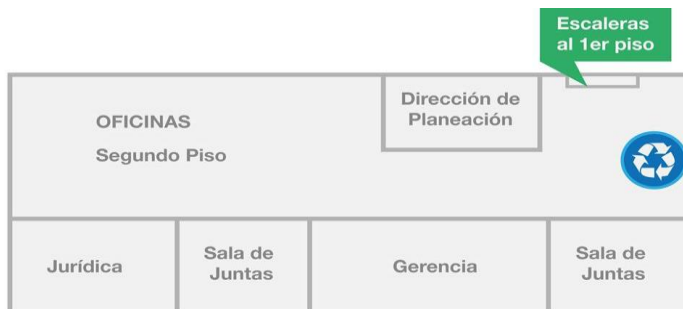 Escaleras
al 1er piso
OFICINAS
Segundo Piso
Dirección de
Planeación
Jurídica
Sala de
Juntas
Gerencia
Sala de
Juntas